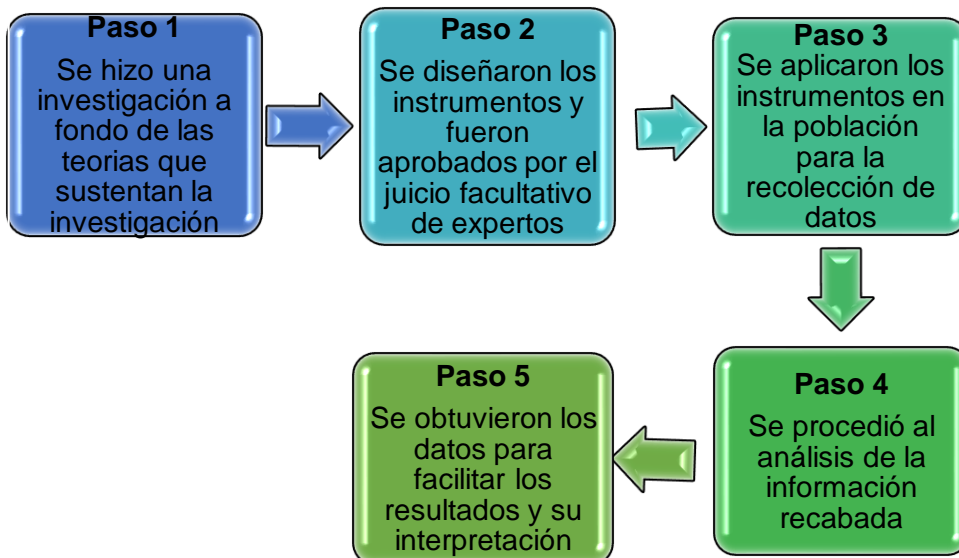 Paso 1
Se hizo una
investigación a
fondo de las
teorias que
sustentan la
investigación
Paso 2
Se diseñaron los
instrumentos y
fueron
aprobados por el
juicio facultativo
de expertos
Paso 3
Se aplicaron los
instrumentos en
la población
para la
recolección de
datos
Paso 4
Se procedió al
análisis de la
información
recabada
Paso 5
Se obtuvieron los
datos para
facilitar los
resultados y su
interpretación